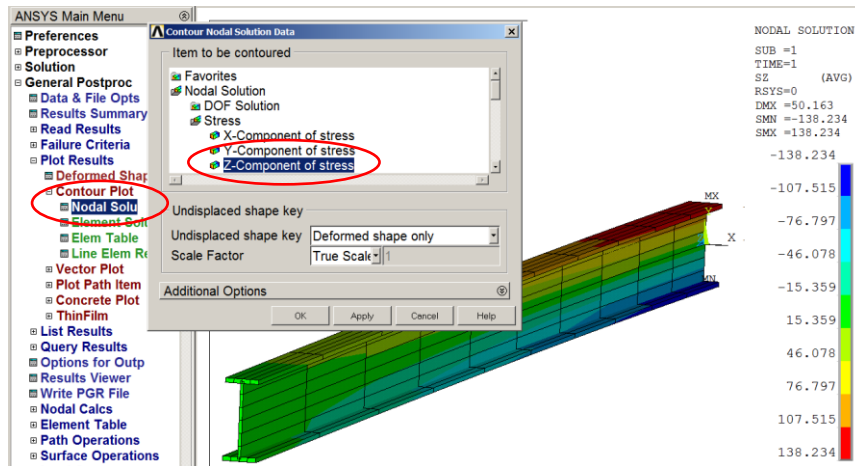 ANSYS Main Menu
Preferences
Preprocessor
Solution
General Postproc
Data & File Opts
Results Summary
Read Results
Failure Criteria
Plot Results
Deformed Shap
Contour Plot
Nodal Solu
Element Solu
Elem Table
Line Elem Re
Vector Plot
Plot Path Item
Concrete Plot
ThinFilm
List Results
Query Results
Options for Outp
Results Viewer
Write PGR File
Nodal Calcs
Element Table
Path Operations
Surface Operations
Contour Nodal Solution Data
Item to be contoured
Favorites
Nodal Solution
DOF Solution
Stress
X-Component of stress
Y-Component of stress
Z-Component of stress
Undisplaced shape key
Undisplaced shape key Deformed shape only
Scale Factor True Scale 1
Additional Options
OK Apply Cancel Help
NODAL SOLUTION
SUB =1
TIME=1
SZ (AVG)
RSYS=0
DMX =50.163
SMN =-138.234
SMX =138.234
-138.234
-107.515
-76.797
-46.078
-15.359
15.359
46.078
76.797
107.515
138.234
MX
Y
X
MN